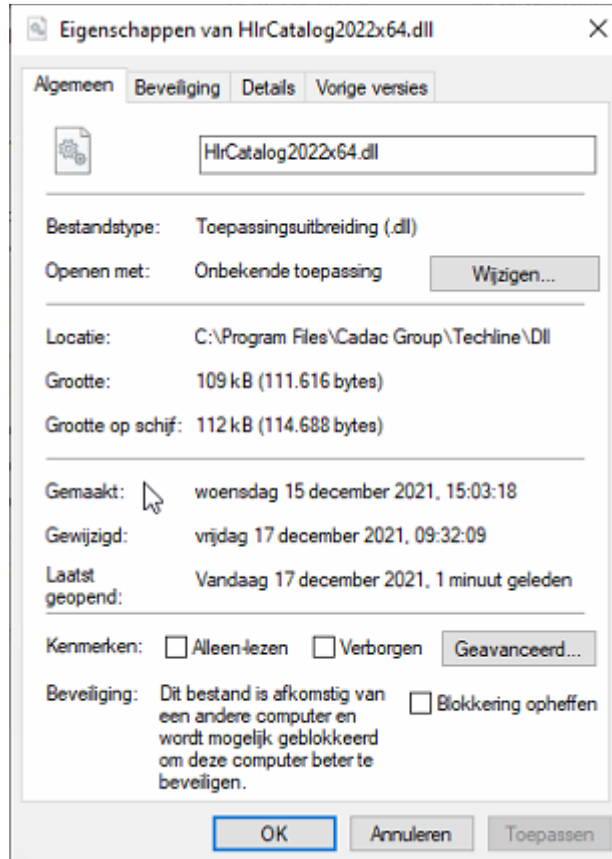 Eigenschappen van HlrCatalog2022x64.dll
Algemeen Beveiliging Details Vorige versies
HlrCatalog2022x64.dll
Bestandstype: Toepassingsuitbreiding (.dll)
Openen met: Onbekende toepassing Wijzigen...
Locatie: C:\Program Files\Cadac Group\Techline\Dll
Grootte: 109 kB (111.616 bytes)
Grootte op schijf: 112 kB (114.688 bytes)
Gemaakt: woensdag 15 december 2021, 15:03:18
Gewijzigd: vrijdag 17 december 2021, 09:32:09
Laatst
geopend: Vandaag 17 december 2021, 1 minuut geleden
Kenmerken: Alleen-lezen Verborgen Geavanceerd...
Beveiliging: Dit bestand is afkomstig van
een andere computer en
wordt mogelijk geblokkeerd
om deze computer beter te
beveiligen.
Blokkering opheffen
OK Annuleren Toepassen